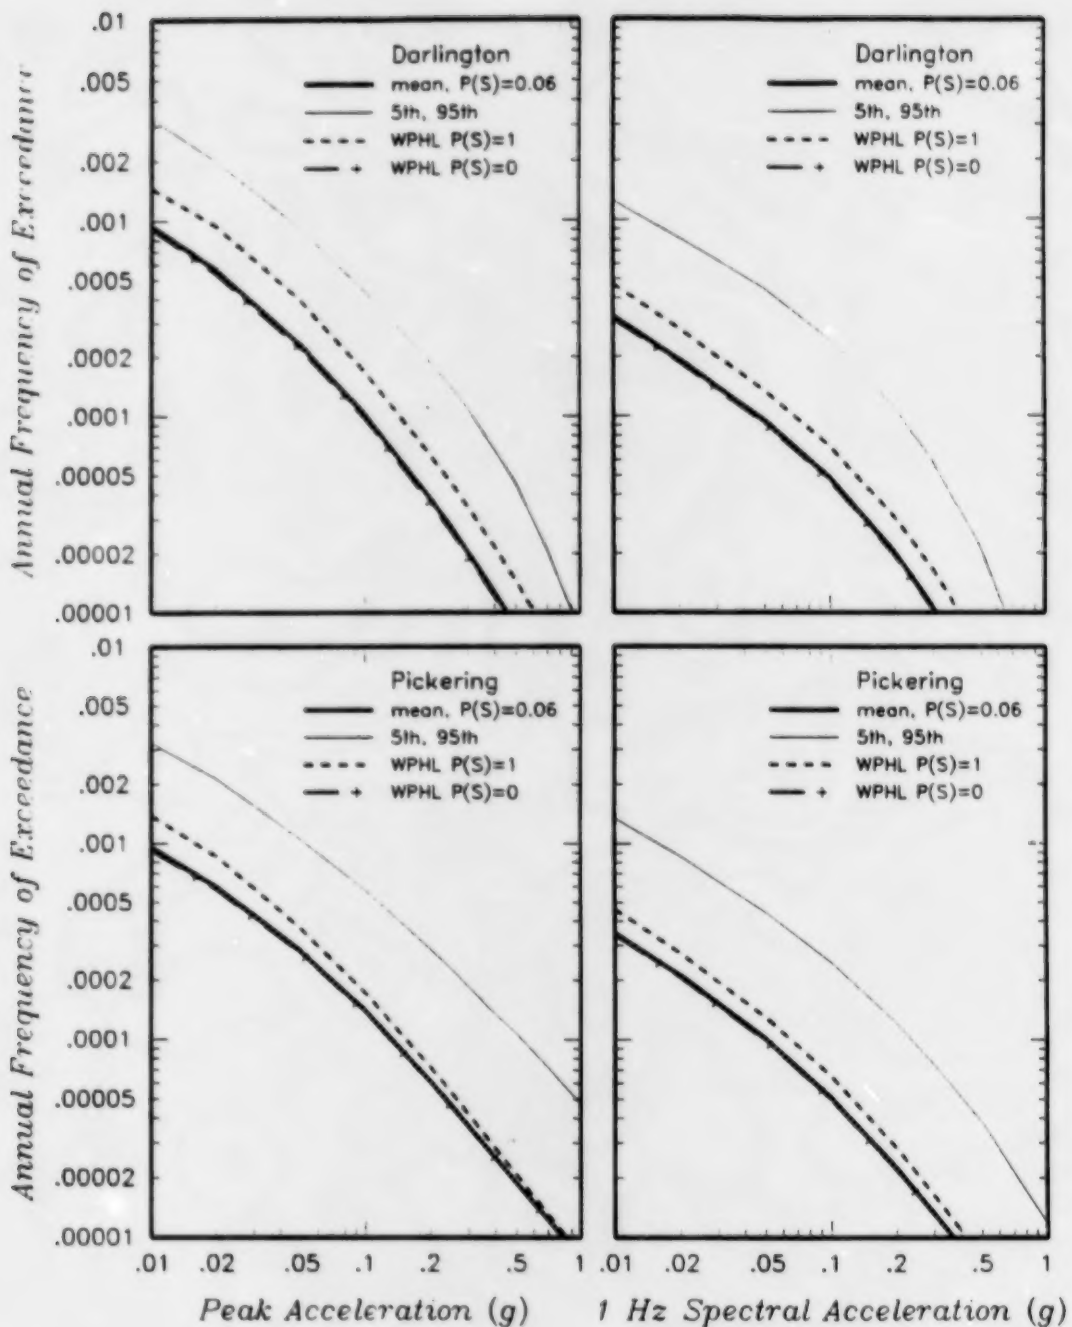 Annual Frequency of Exceedance
.01
.005
.002
.001
.0005
.0002
.0001
.00005
.00002
.00001
Darlington
mean, P(S)=0.06
5th, 95th
WPHL P(S)=1
WPHL P(S)=0
Darlington
mean, P(S)=0.06
5th, 95th
WPHL P(S)=1
WPHL P(S)=0
Annual Frequency of Exceedance
.01
.005
.002
.001
.0005
.0002
.0001
.00005
.00002
.00001
Pickering
mean, P(S)=0.06
5th, 95th
WPHL P(S)=1
WPHL P(S)=0
Pickering
mean, P(S)=0.06
5th, 95th
WPHL P(S)=1
WPHL P(S)=0
.01 .02 .05 .1 .2 .5 1
.01 .02 .05 0.1 .2 .5 1
Peak Acceleration (g)
1 Hz Spectral Acceleration (g)